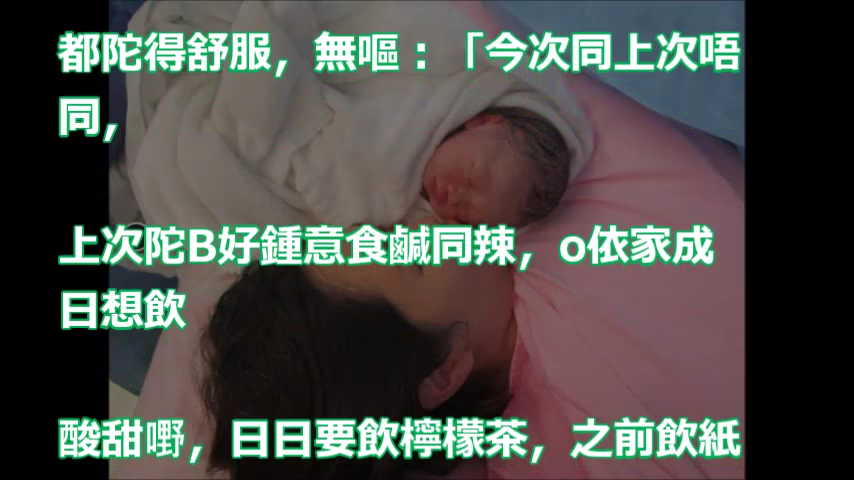 都陀得舒服，無嘔：「今次同上次唔
同，
上次陀B好鍾意食鹹同辣，o依家成
日想飲
酸甜嘢，日日要飲檸檬茶，之前飲紙